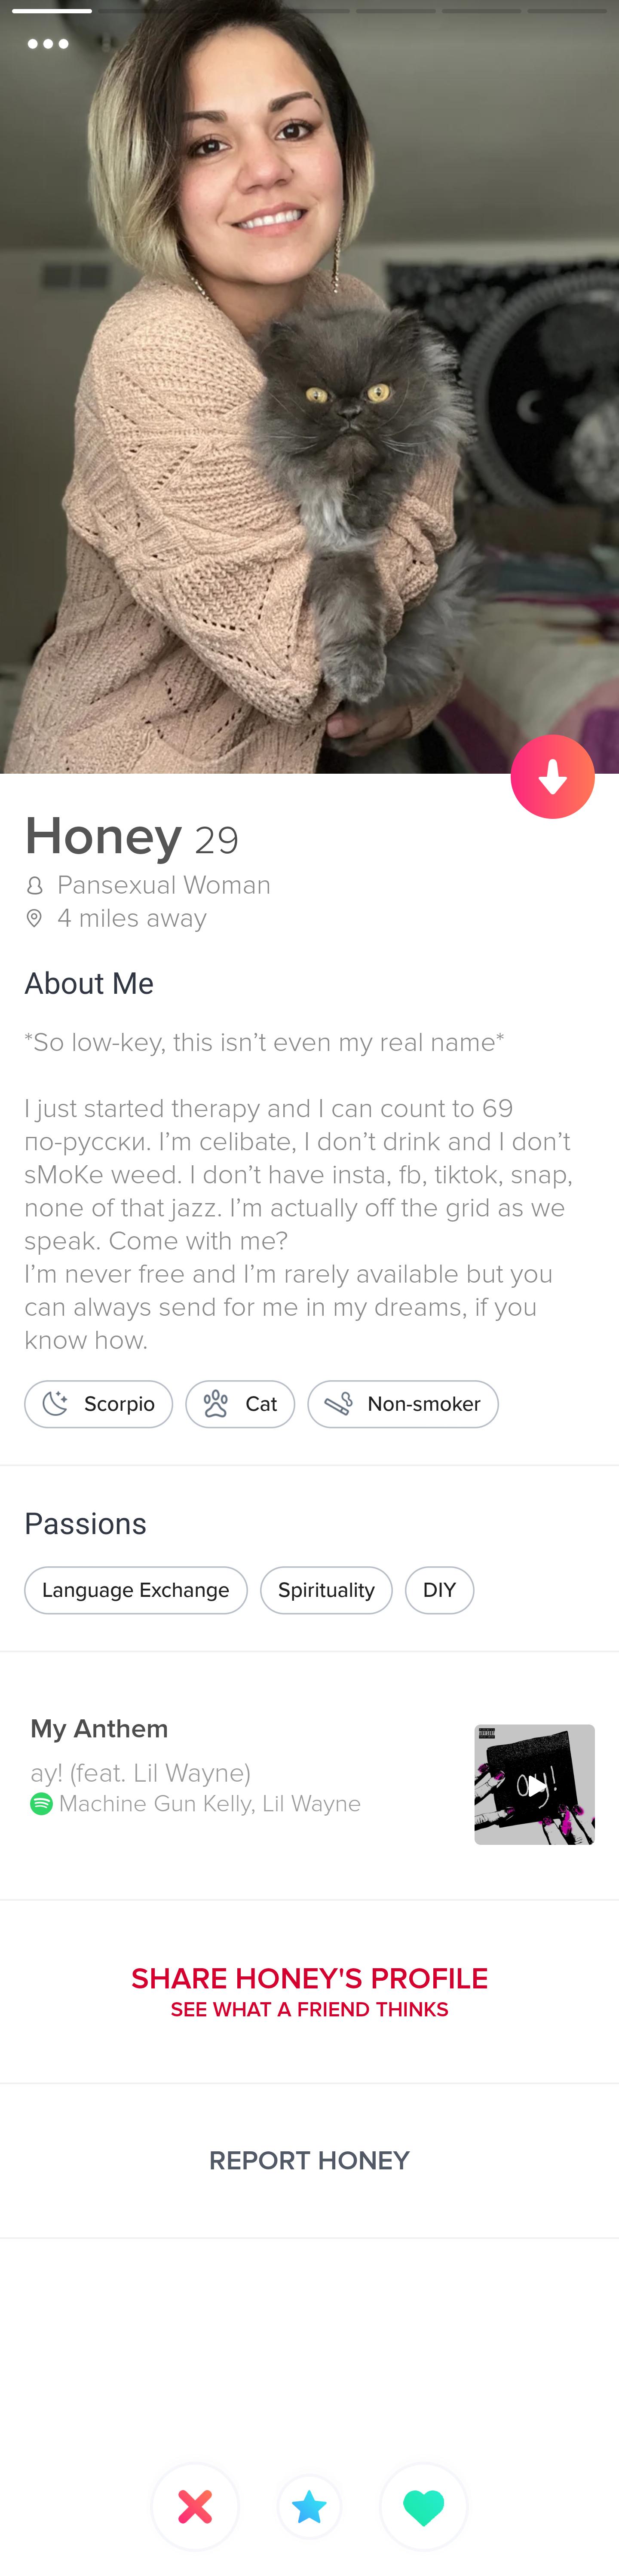 Honey 29
Pansexual Woman
4 miles away
About Me
*So low-key, this isn’t even my real name*
I just started therapy and I can count to 69
по-русски. I’m celibate, I don’t drink and I don’t
sMoKe weed. I don’t have insta, fb, tiktok, snap,
none of that jazz. I’m actually off the grid as we
speak. Come with me?
I’m never free and I’m rarely available but you
can always send for me in my dreams, if you
know how.
Scorpio Cat Non-smoker
Passions
Language Exchange Spirituality DIY
My Anthem
ay! (feat. Lil Wayne)
Machine Gun Kelly, Lil Wayne
ay!
SHARE HONEY'S PROFILE
SEE WHAT A FRIEND THINKS
REPORT HONEY